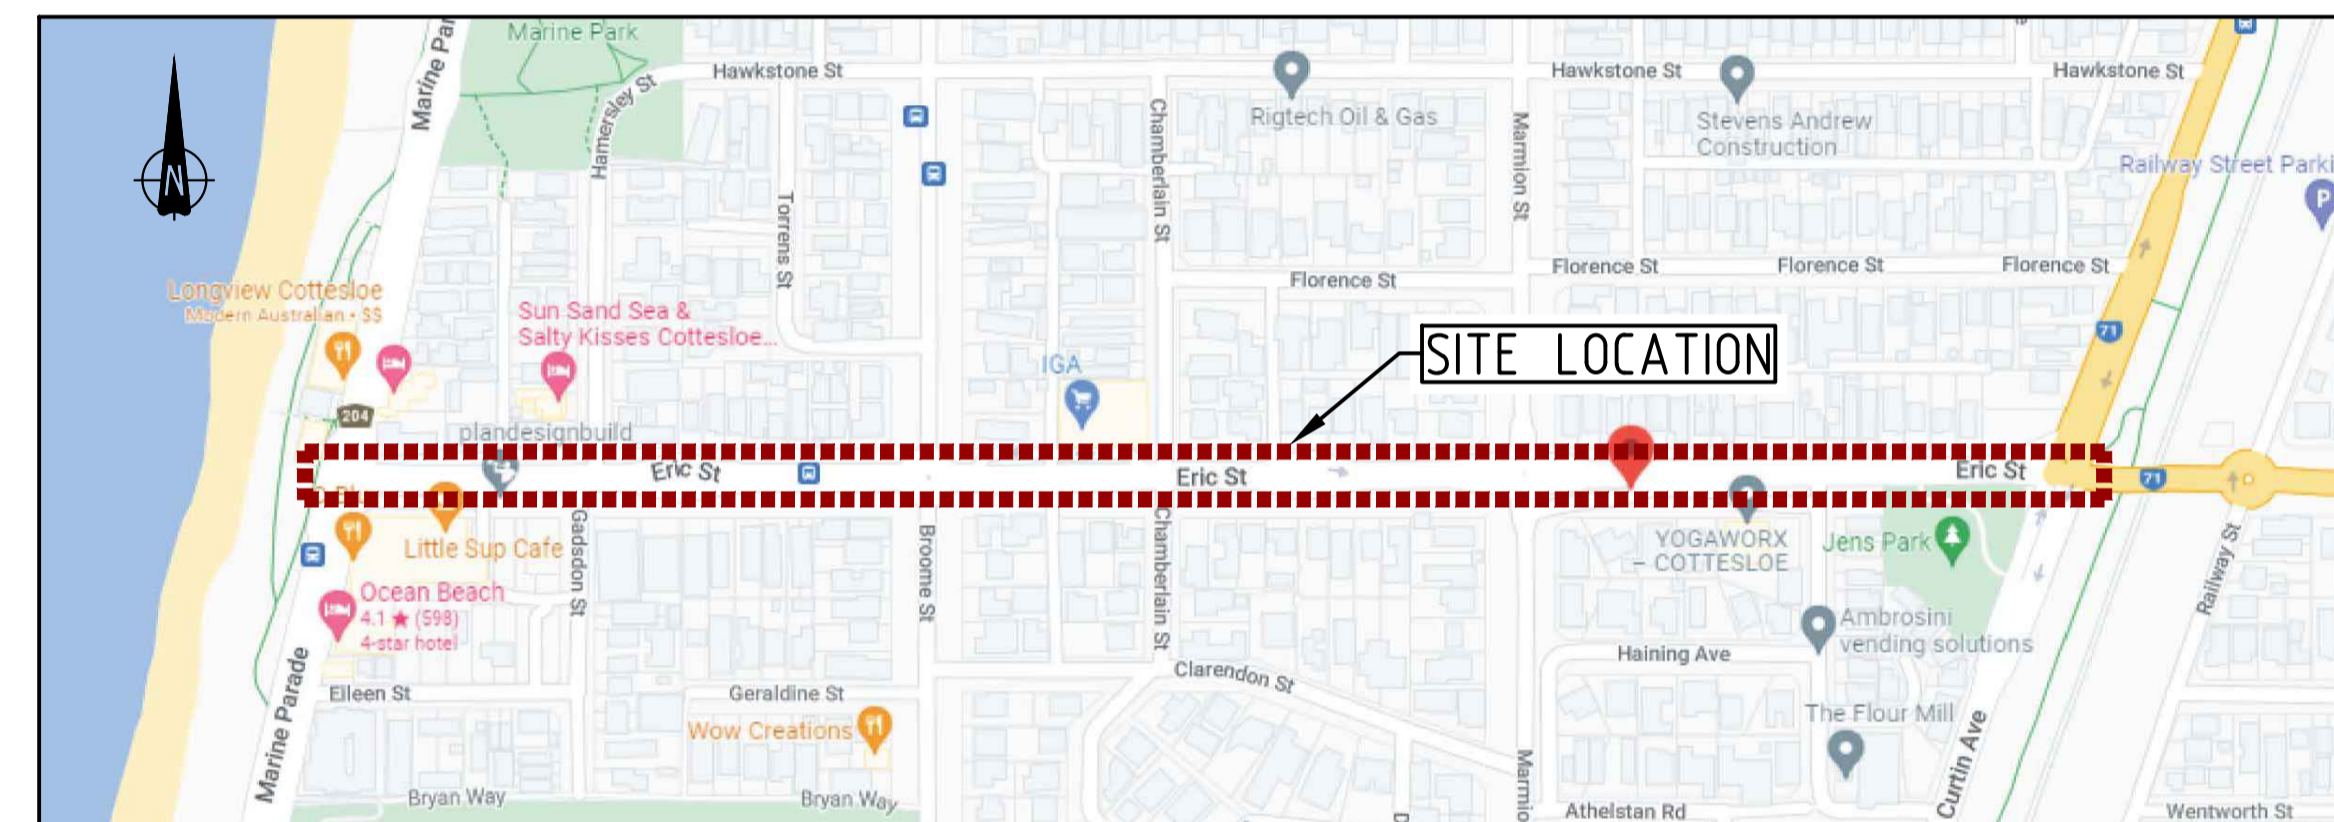 Marine Park
Marine Par
Hawkstone St
Hawkstone St
Hawkstone St
Hamersley St
Rigtech Oil & Gas
Stevens Andrew
Construction
Chamberlain St
Marmion St
Railway Street Parki
P
N
Torrens St
Florence St
Florence St
Florence St
Florence St
Longview Cottesloe
Modern Australian • $$
Sun Sand Sea &
Salty Kisses Cottesloe...
71
SITE LOCATION
IGA
204
plandesignbuild
Eric St
Eric St
Eric St
71
Little Sup Cafe
Gadsdon St
Broome St
Chamberlain St
YOGAWORX
– COTTESLOE
Jens Park
Railway St
Ocean Beach
4.1 ★ (598)
4-star hotel
Ambrosini
vending solutions
Haining Ave
Marine Parade
Eileen St
Geraldine St
Clarendon St
Wow Creations
The Flour Mill
Curtin Ave
Marmio
Bryan Way
Bryan Way
Athelstan Rd
Wentworth St